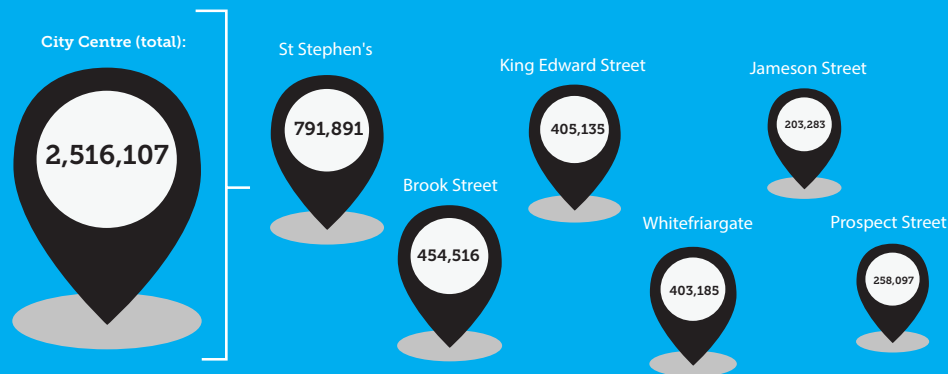 City Centre (total):
2,516,107
St Stephen's
791,891
Brook Street
454,516
King Edward Street
405,135
Whitefriargate
403,185
Jameson Street
203,283
Prospect Street
258,097